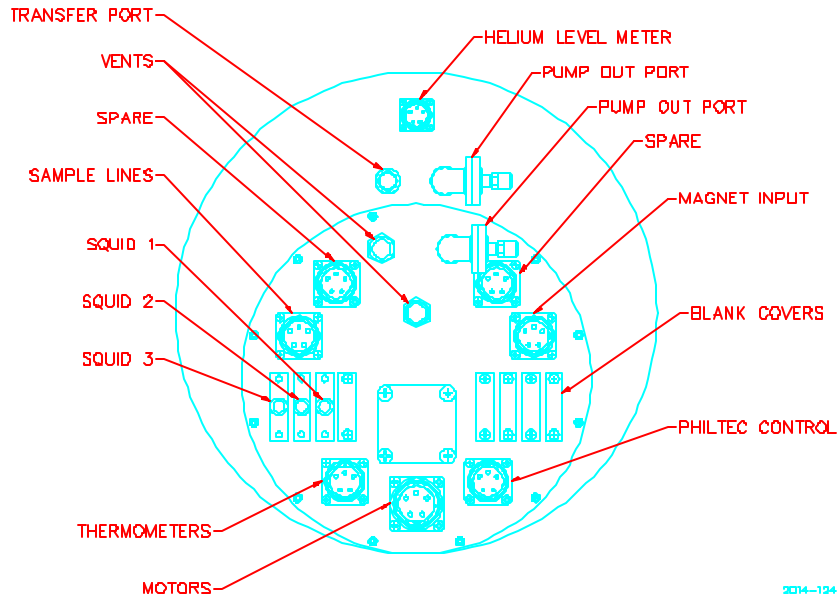 TRANSFER PORT
HELIUM LEVEL METER
VENTS
PUMP OUT PORT
SPARE
PUMP OUT PORT
SPARE
SAMPLE LINES
MAGNET INPUT
SQUID 1
SQUID 2
BLANK COVERS
SQUID 3
PHILTEC CONTROL
THERMOMETERS
MOTORS
2014-124